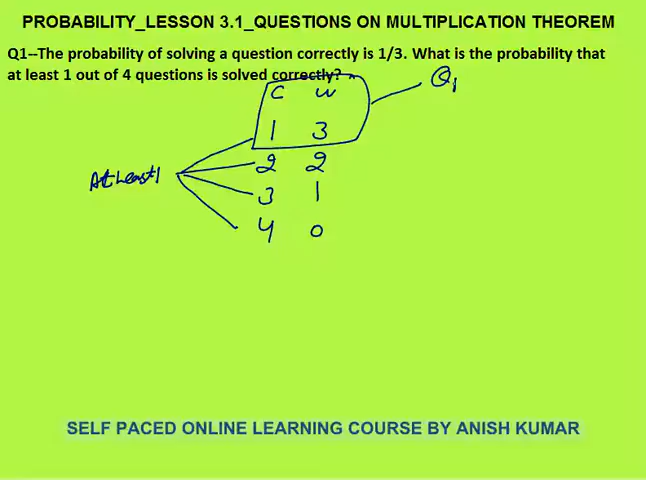 PROBABILITY_LESSON 3.1_QUESTIONS ON MULTIPLICATION THEOREM
Q1--The probability of solving a question correctly is 1/3. What is the probability that
at least 1 out of 4 questions is solved correctly?
Q1
C W
1 3
At least 1
2 2
3 1
4 0
SELF PACED ONLINE LEARNING COURSE BY ANISH KUMAR